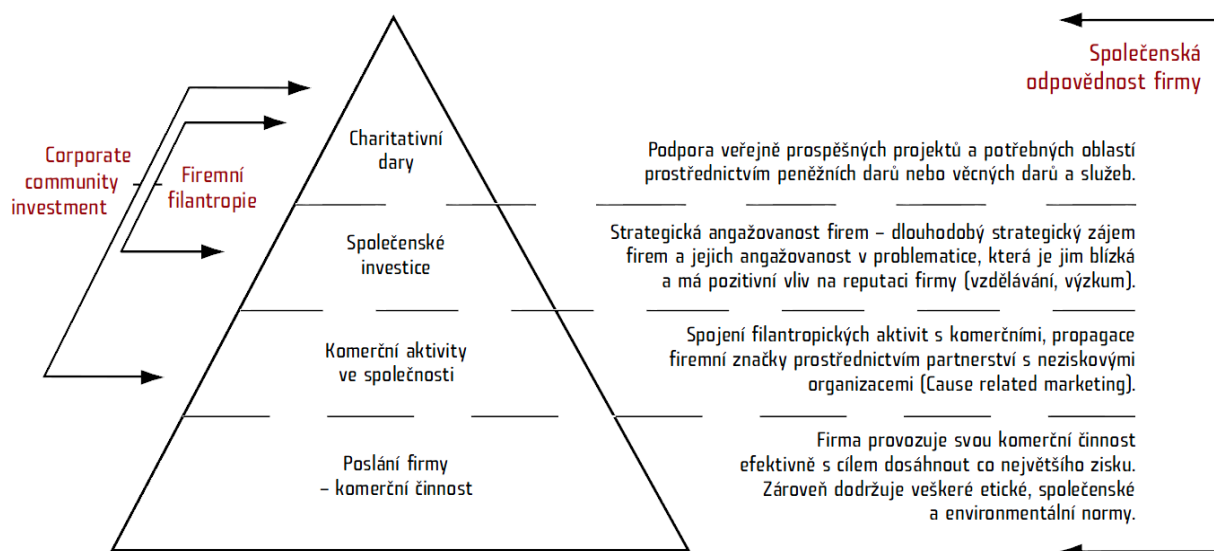 Společenská
odpovědnost firmy
Corporate
community
investment
Firemní
filantropie
Charitativní
dary
Podpora veřejně prospěšných projektů a potřebných oblastí
prostřednictvím peněžních darů nebo věcných darů a služeb.
Společenské
investice
Strategická angažovanost firem – dlouhodobý strategický zájem
firem a jejich angažovanost v problematice, která je jim blízká
a má pozitivní vliv na reputaci firmy (vzdělávání, výzkum).
Komerční aktivity
ve společnosti
Spojení filantropických aktivit s komerčními, propagace
firemní značky prostřednictvím partnerství s neziskovými
organizacemi (Cause related marketing).
Poslání firmy
– komerční činnost
Firma provozuje svou komerční činnost
efektivně s cílem dosáhnout co největšího zisku.
Zároveň dodržuje veškeré etické, společenské
a environmentální normy.